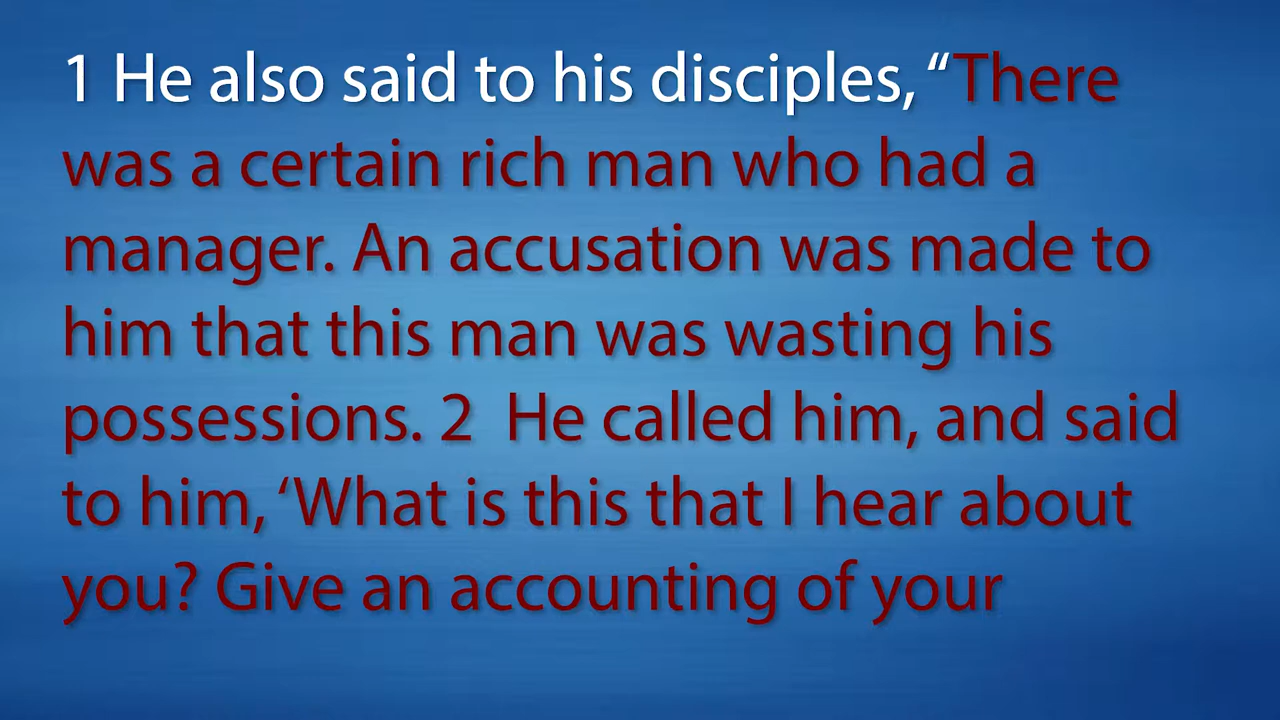 1 He also said to his disciples, “There
was a certain rich man who had a
manager. An accusation was made to
him that this man was wasting his
possessions. 2  He called him, and said
to him, ‘What is this that I hear about
you? Give an accounting of your